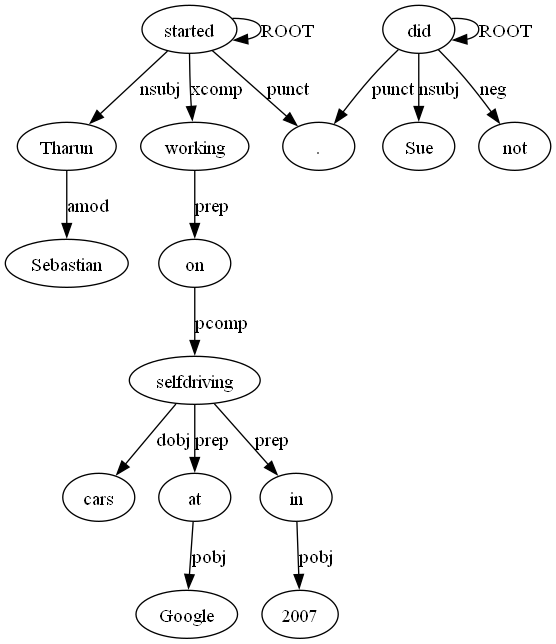 started ROOT did ROOT
nsubj xcomp punct punct nsubj neg
Tharun working . Sue not
amod prep
Sebastian on
pcomp
selfdriving
dobj prep prep
cars at in
pobj pobj
Google 2007